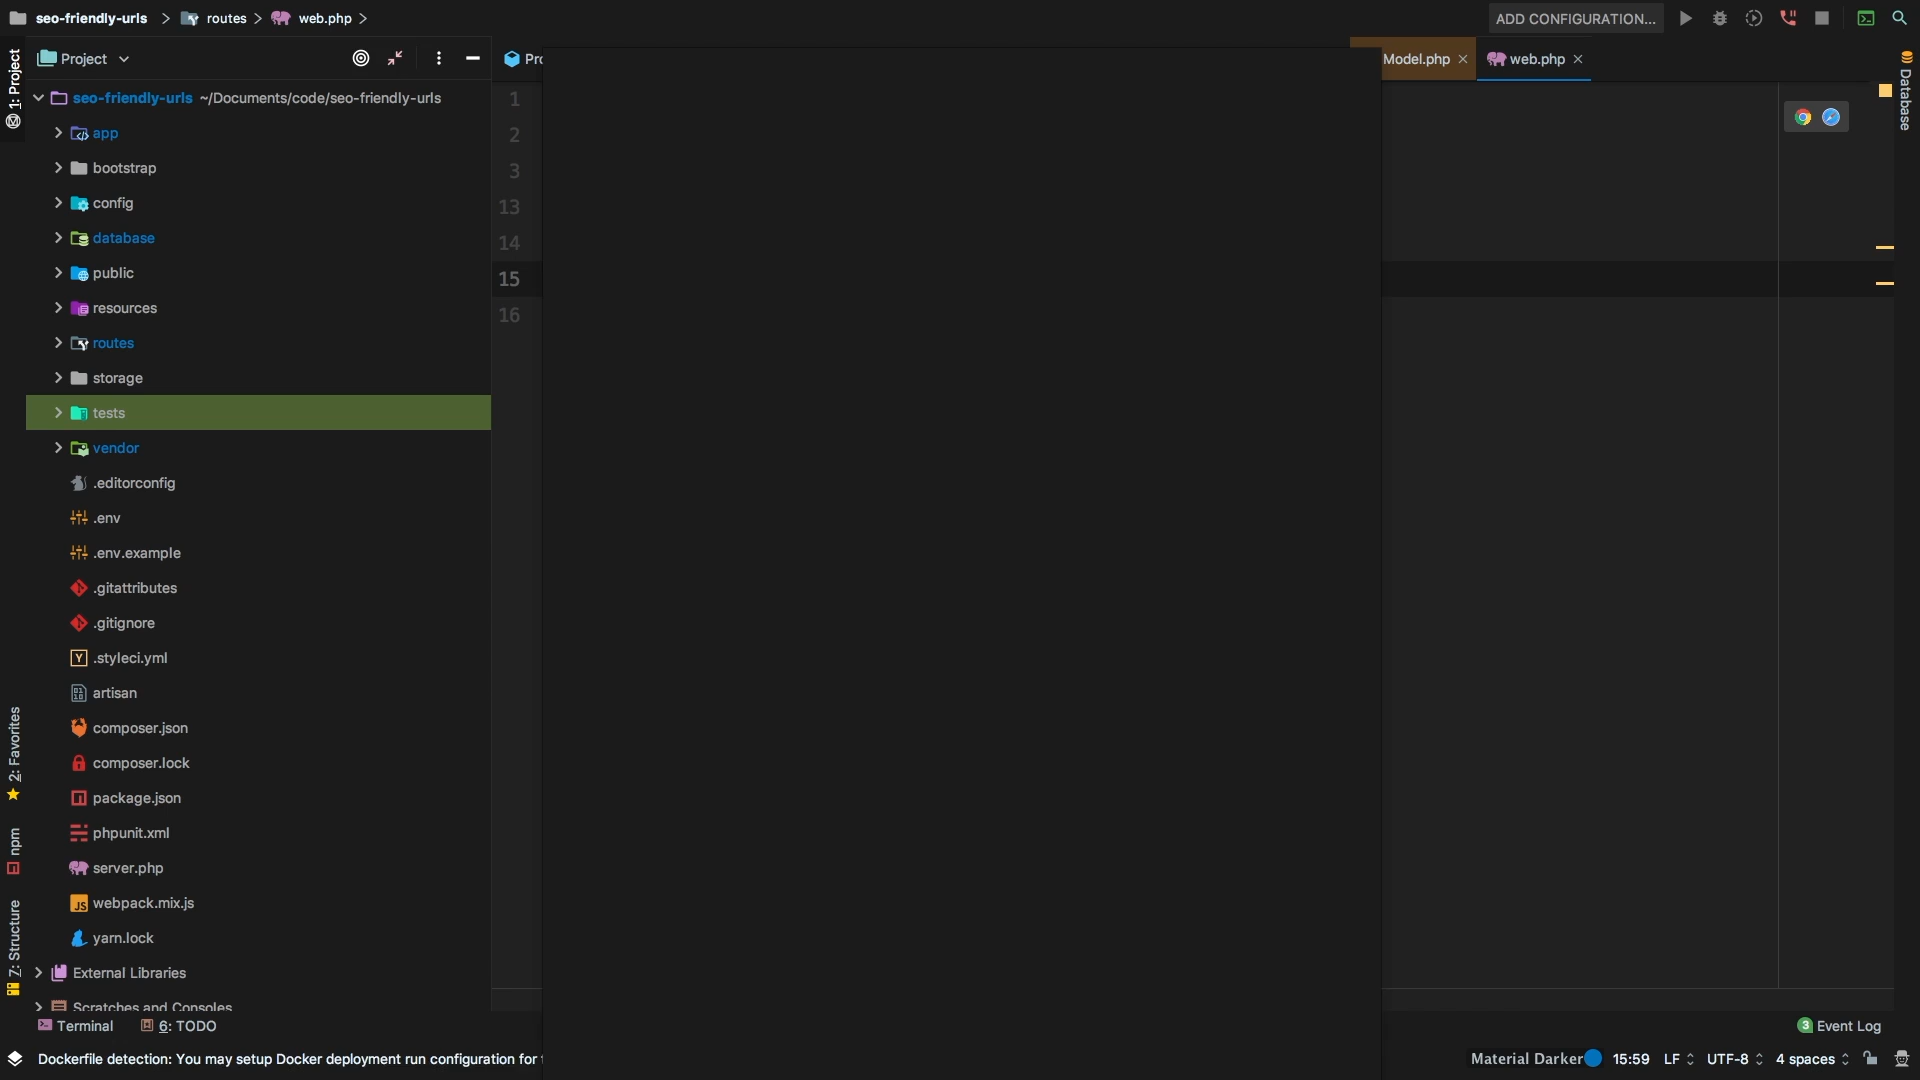 seo-friendly-urls
routes
web.php
ADD CONFIGURATION...
1: Project
Project
Model.php
web.php
Database
seo-friendly-urls ~/Documents/code/seo-friendly-urls
app
bootstrap
config
database
public
resources
routes
storage
tests
vendor
.editorconfig
.env
.env.example
.gitattributes
.gitignore
.styleci.yml
artisan
composer.json
composer.lock
package.json
phpunit.xml
server.php
webpack.mix.js
yarn.lock
External Libraries
Scratches and Consoles
1
2
3
13
14
15
16
2: Favorites
npm
7: Structure
Terminal
6: TODO
3 Event Log
Dockerfile detection: You may setup Docker deployment run configuration for
Material Darker
15:59
LF
UTF-8
4 spaces